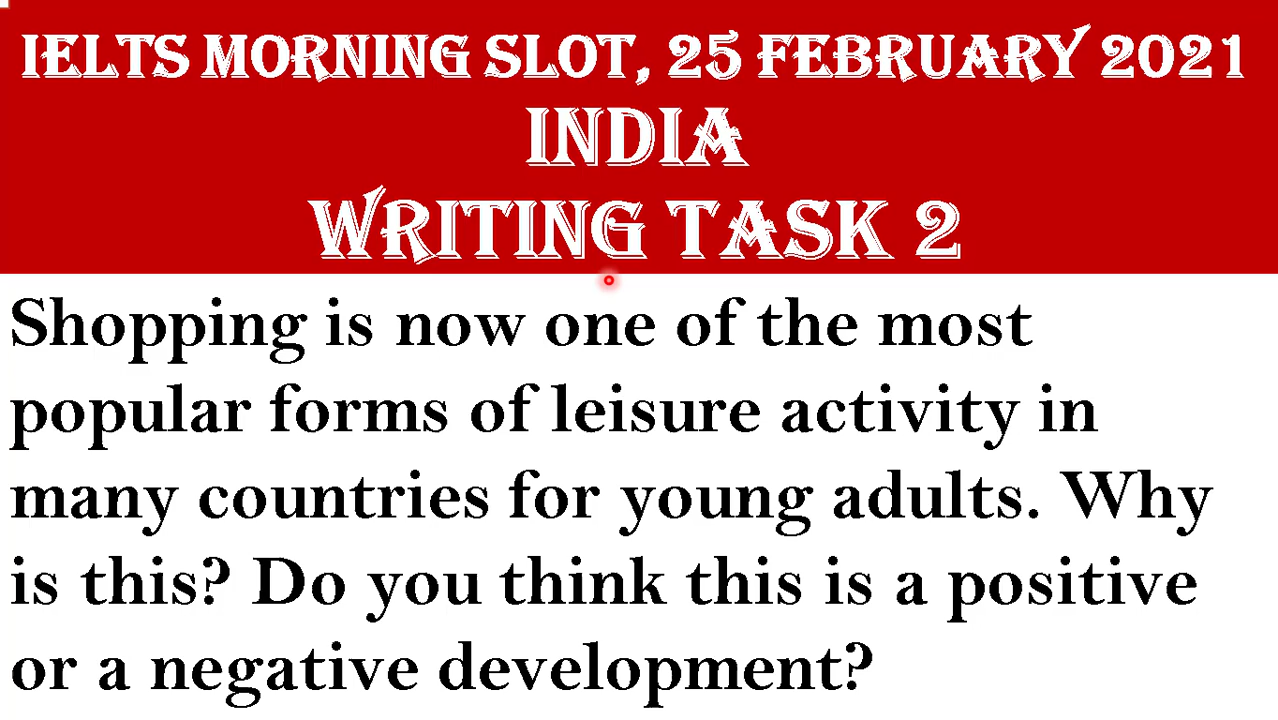 IELTS MORNING SLOT, 25 FEBRUARY 2021
INDIA
WRITING TASK 2
Shopping is now one of the most
popular forms of leisure activity in
many countries for young adults. Why
is this? Do you think this is a positive
or a negative development?